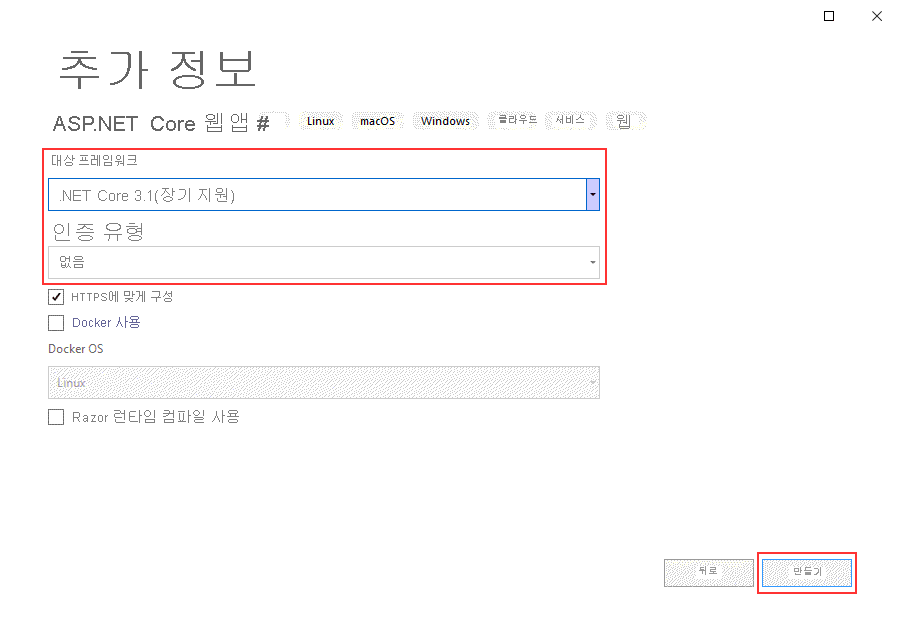 추가 정보
ASP.NET Core 웹 앱 # Linux macOS Windows 클라우드 서비스 웹
대상 프레임워크
.NET Core 3.1(장기 지원)
인증 유형
없음
HTTPS에 맞게 구성
Docker 사용
Docker OS
Linux
Razor 런타임 컴파일 사용
뒤로 만들기